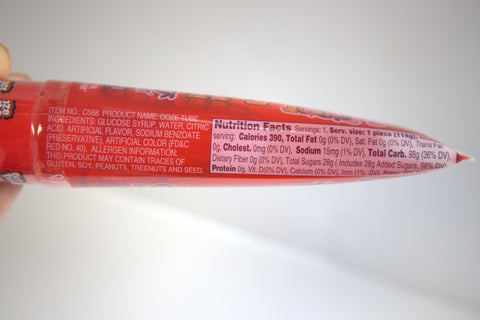 ITEM NO.: C568 PRODUCT NAME: OOZE TUBE
INGREDIENTS: GLUCOSE SYRUP, WATER, CITRIC
ACID, ARTIFICIAL FLAVOR, SODIUM BENZOATE
(PRESERVATIVE), ARTIFICIAL COLOR (FD&C
RED NO. 40). ALLERGEN INFORMATION:
THIS PRODUCT MAY CONTAIN TRACES OF
GLUTEN, SOY, PEANUTS, TREENUTS AND SEED.
Nutrition Facts Servings: 1, Serv. size: 1 piece (114g),
serving: Calories 390, Total Fat 0g (0% DV), Sat. Fat 0g (0% DV), Trans Fat
0g, Cholest. 0mg (0% DV), Sodium 15mg (1% DV), Total Carb. 98g (36% DV),
Dietary Fiber 0g (0% DV), Total Sugars 28g (Includes 28g Added Sugars, 56% DV),
Protein 0g, Vit. D (0% DV), Calcium (0% DV), Iron (1% DV),